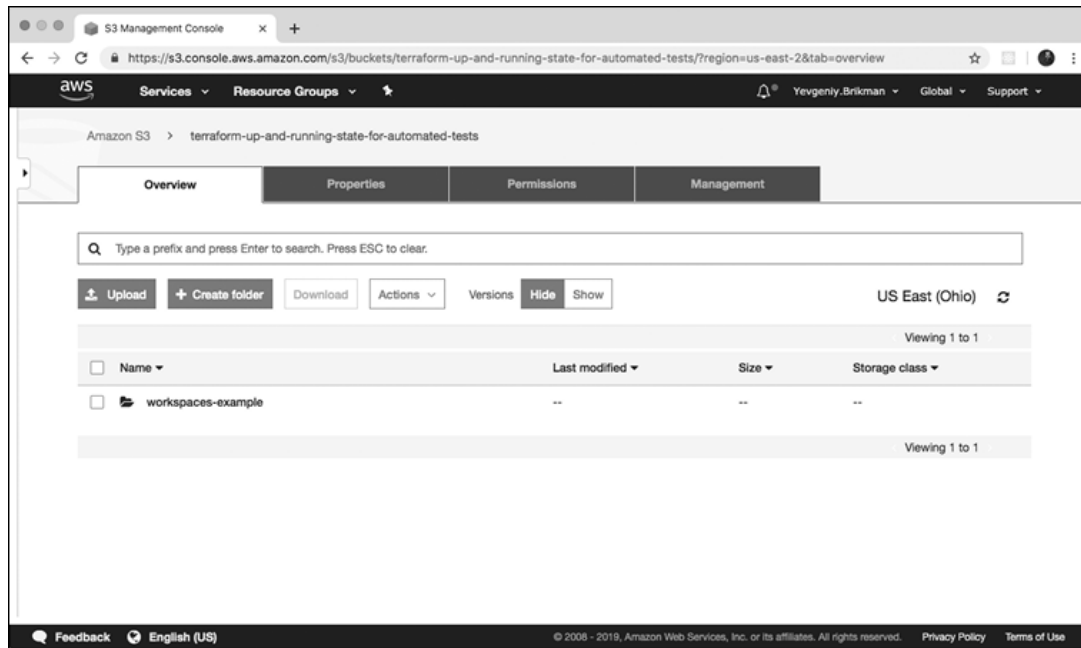 S3 Management Console
https://s3.console.aws.amazon.com/s3/buckets/terraform-up-and-running-state-for-automated-tests/?region=us-east-2&tab=overview
aws Services Resource Groups Yevgeniy.Brikman Global Support
Amazon S3 > terraform-up-and-running-state-for-automated-tests
Overview Properties Permissions Management
Type a prefix and press Enter to search. Press ESC to clear.
Upload + Create folder Download Actions Versions Hide Show US East (Ohio)
Viewing 1 to 1
Name Last modified Size Storage class
workspaces-example -- -- --
Viewing 1 to 1
Feedback English (US) © 2008 - 2019, Amazon Web Services, Inc. or its affiliates. All rights reserved. Privacy Policy Terms of Use